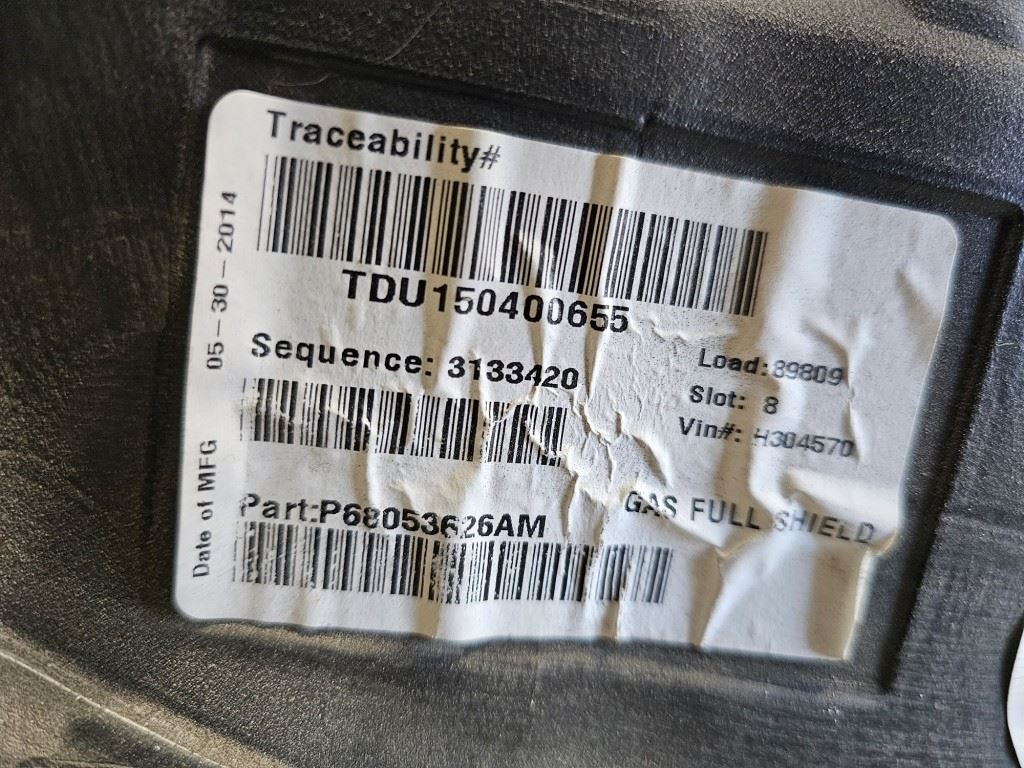 Traceability#
TDU150400655
Sequence: 3133420
Load: 89809
Slot: 8
Vin#: H304570
Part:P68053626AM
GAS FULL SHIELD
Date of MFG 05-30-2014